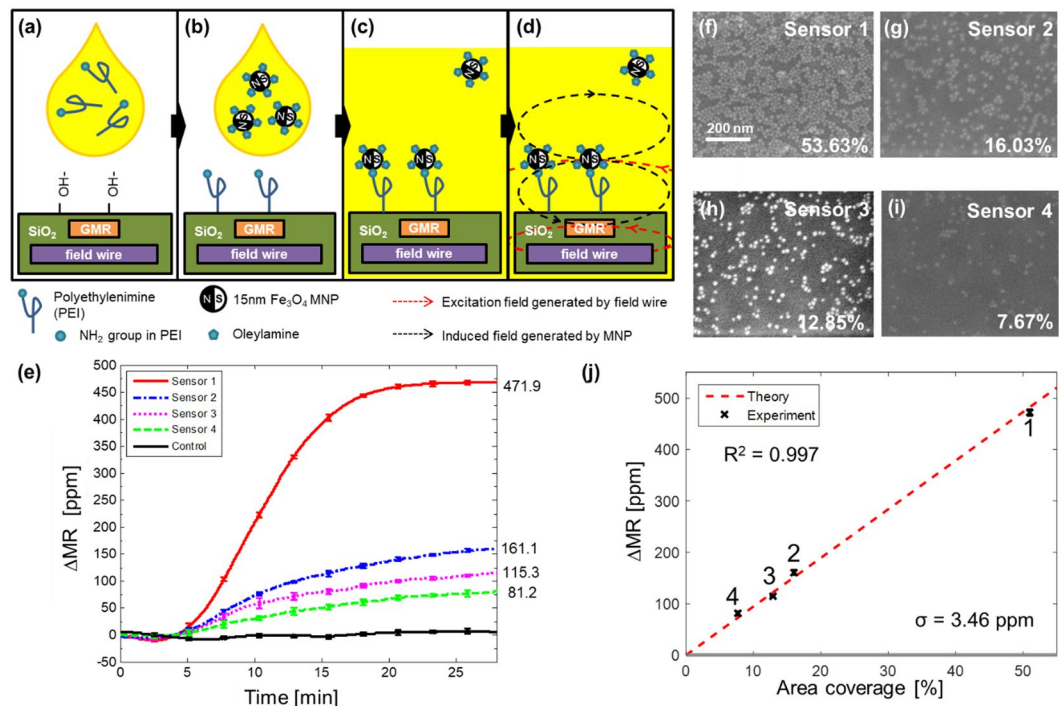 (a)
OH-
OH-
SiO₂
GMR
field wire
(b)
N S
N S
N S
SiO₂
GMR
field wire
(c)
N S
N S
N S
SiO₂
GMR
field wire
(d)
N S
N S
N S
SiO₂
GMR
field wire
Polyethylenimine
(PEI)
NH₂ group in PEI
N S
15nm Fe₃O₄ MNP
Oleylamine
Excitation field generated by field wire
Induced field generated by MNP
(f)
Sensor 1
200 nm
53.63%
(g)
Sensor 2
16.03%
(h)
Sensor 3
12.85%
(i)
Sensor 4
7.67%
(e)
500
450
400
350
300
250
200
150
100
50
0
-50
ΔMR [ppm]
Sensor 1
Sensor 2
Sensor 3
Sensor 4
Control
471.9
161.1
115.3
81.2
0 5 10 15 20 25
Time [min]
(j)
500
400
300
200
100
0
ΔMR [ppm]
Theory
Experiment
R² = 0.997
1
2
3
4
σ = 3.46 ppm
0 10 20 30 40 50
Area coverage [%]